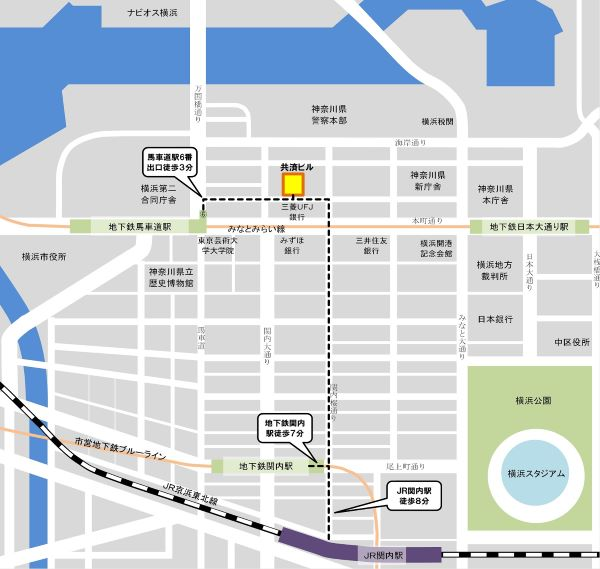 ナビオス横浜
万国橋通り
神奈川県
警察本部
横浜税関
海岸通り
馬車道駅6番
出口徒歩3分
共済ビル
横浜第二
合同庁舎
神奈川県
新庁舎
神奈川県
本庁舎
三菱UFJ
銀行
本町通り
地下鉄馬車道駅
みなとみらい線
地下鉄日本大通り駅
東京芸術大
学大学院
みずほ
銀行
三井住友
銀行
横浜開港
記念会館
横浜市役所
神奈川県立
歴史博物館
横浜地方
裁判所
日本大通り
馬車道
関内大通り
みなと大通り
日本銀行
中区役所
横浜公園
地下鉄関内
駅徒歩7分
市営地下鉄ブルーライン
地下鉄関内駅
尾上町通り
横浜スタジアム
JR京浜東北線
JR関内駅
徒歩8分
JR関内駅